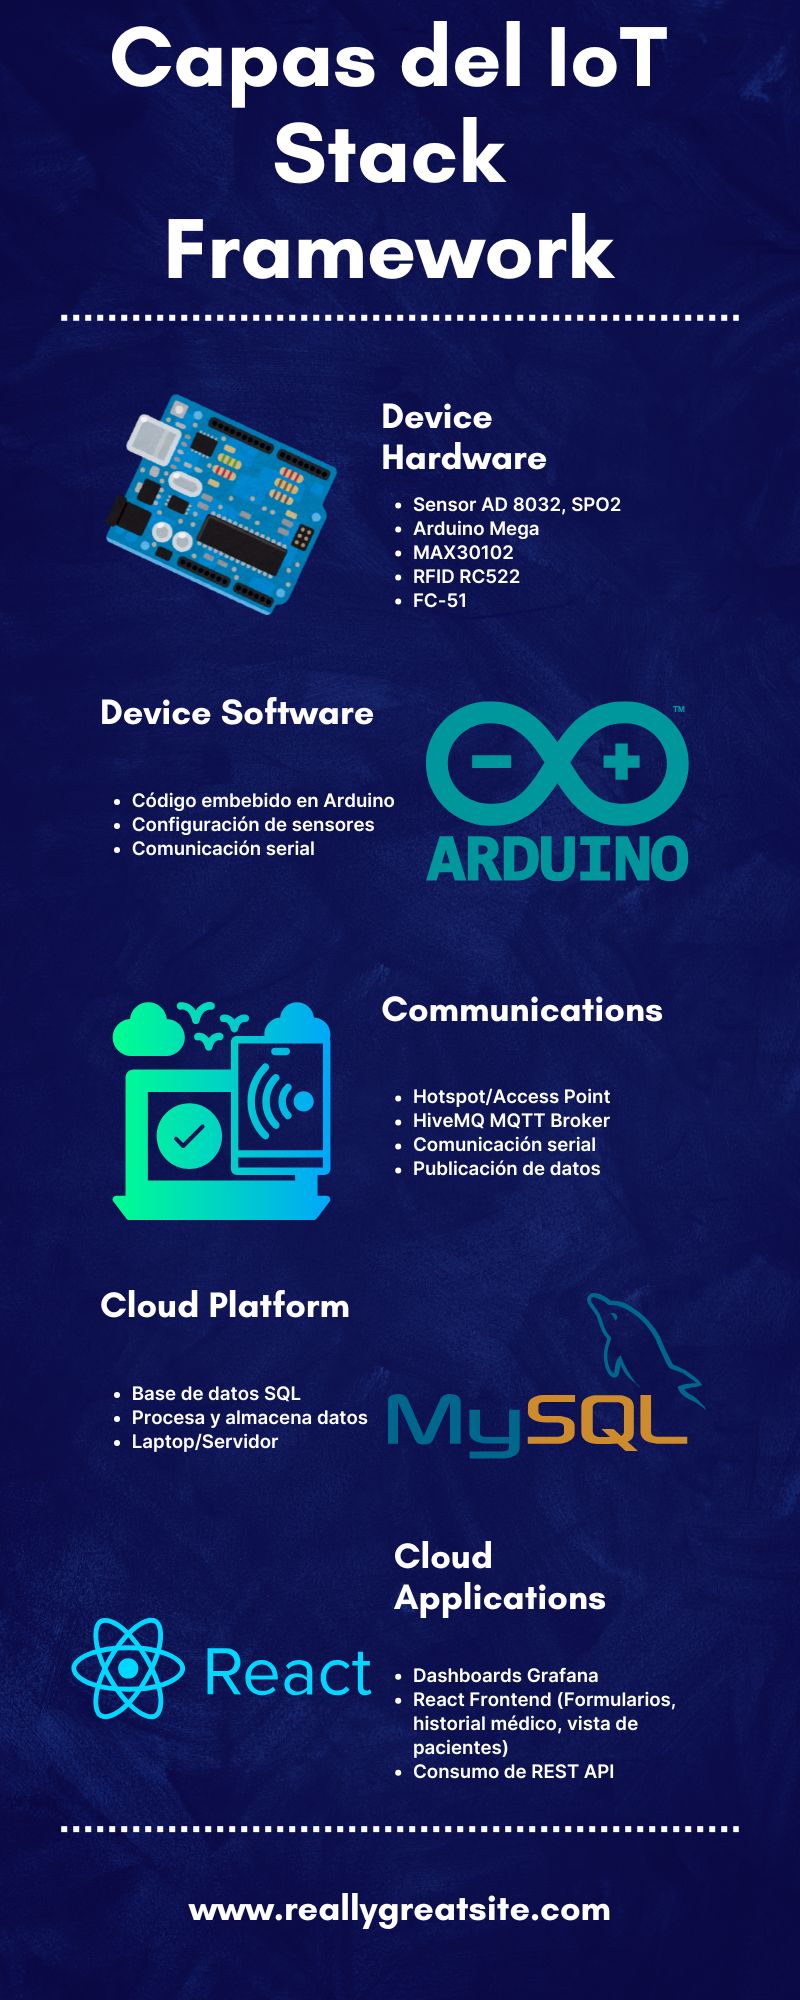 Capas del IoT
Stack
Framework
Device
Hardware
• Sensor AD 8032, SPO2
• Arduino Mega
• MAX30102
• RFID RC522
• FC-51
Device Software
• Código embebido en Arduino
• Configuración de sensores
• Comunicación serial
TM
ARDUINO
Communications
• Hotspot/Access Point
• HiveMQ MQTT Broker
• Comunicación serial
• Publicación de datos
Cloud Platform
• Base de datos SQL
• Procesa y almacena datos
• Laptop/Servidor
MySQL
Cloud
Applications
React
• Dashboards Grafana
• React Frontend (Formularios,
historial médico, vista de
pacientes)
• Consumo de REST API
www.reallygreatsite.com